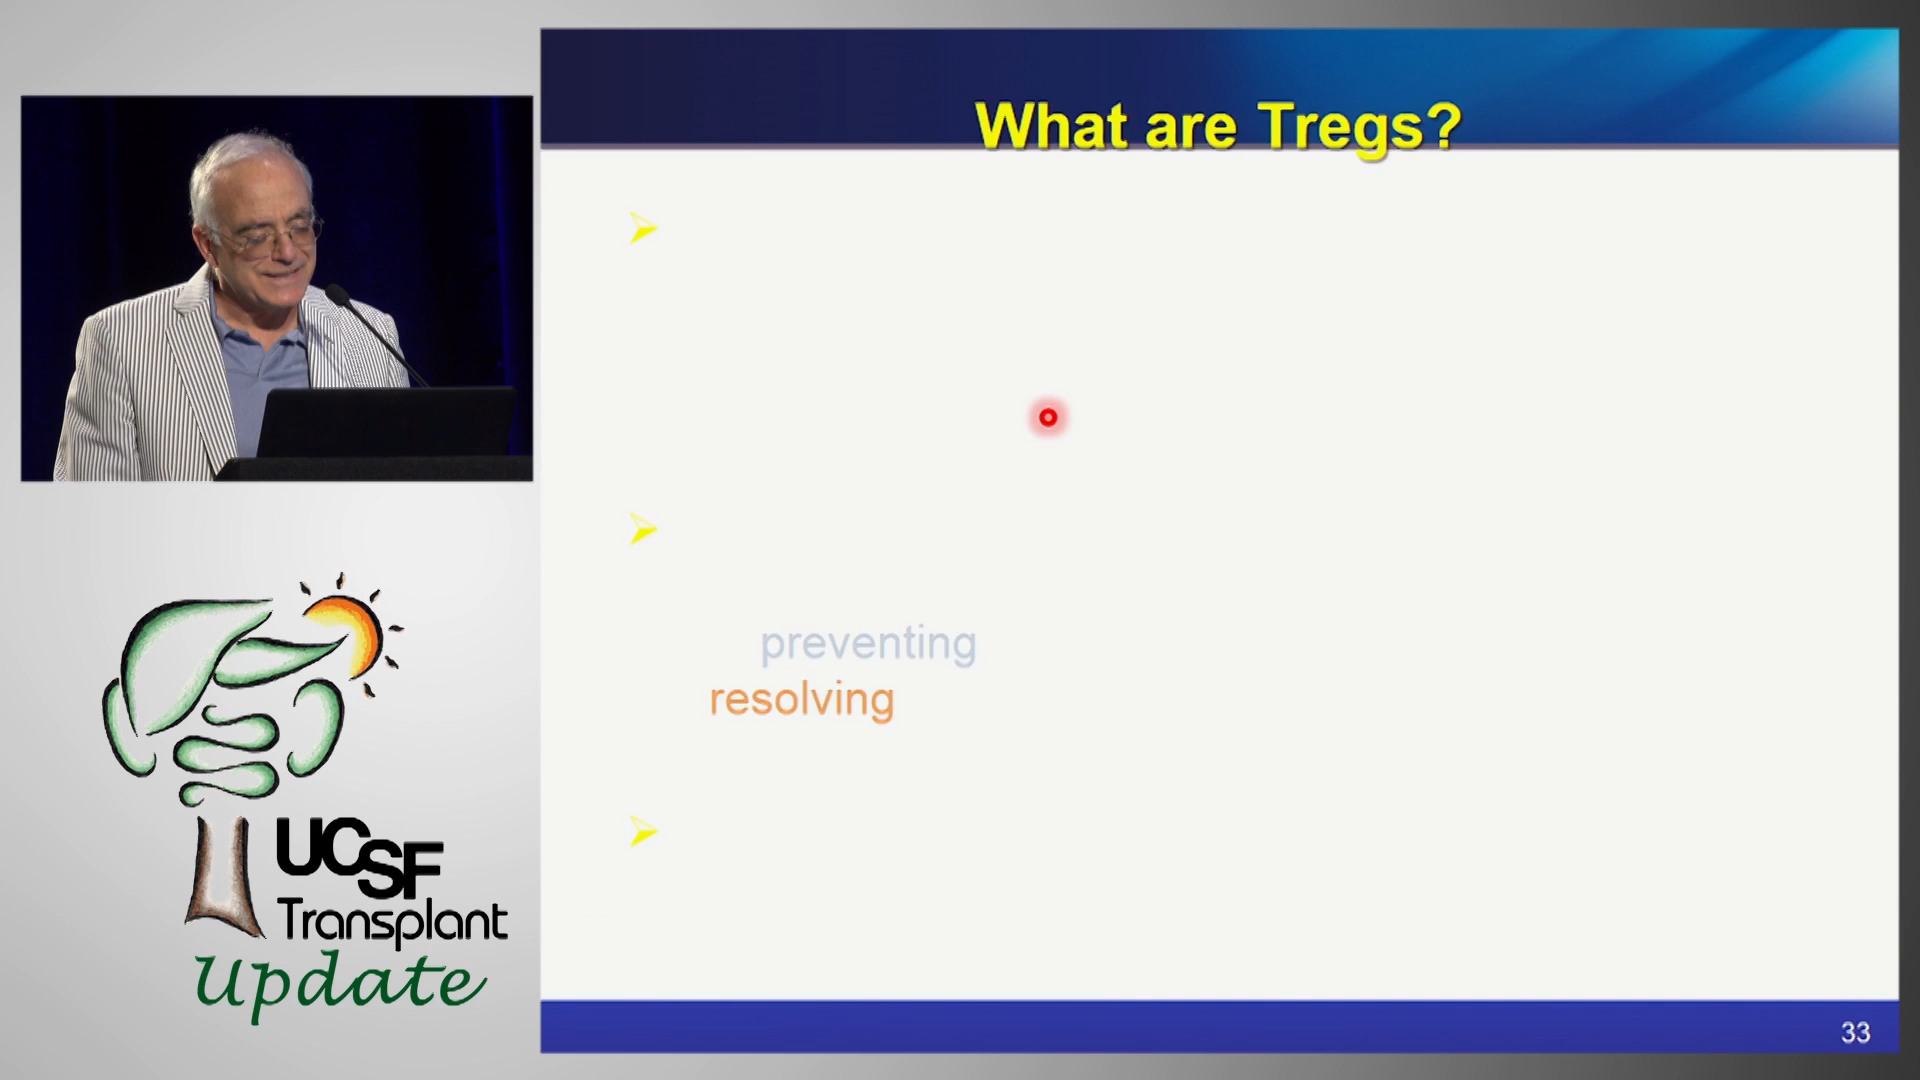 What are Tregs?
preventing
resolving
UCSF
Transplant
Update
33